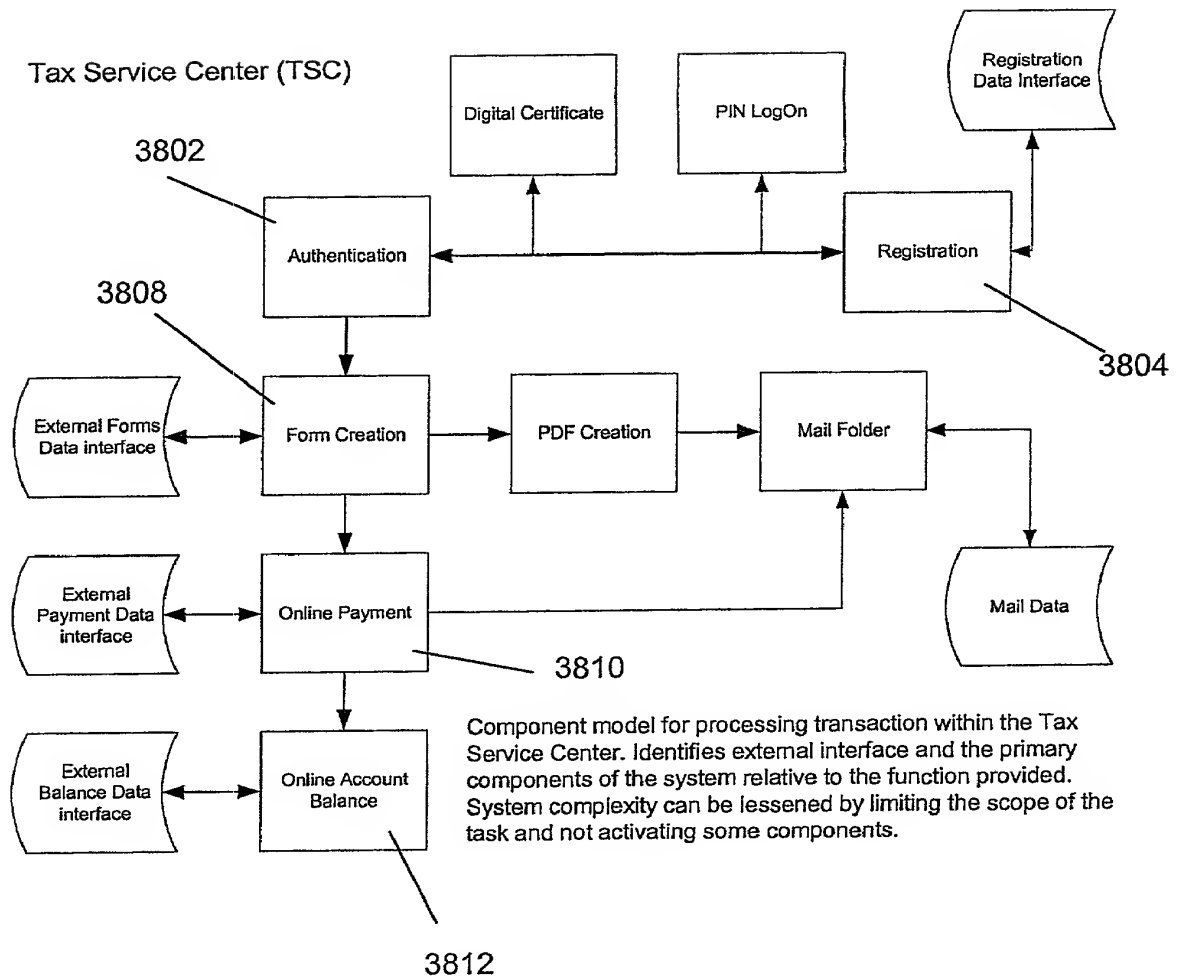 Tax Service Center (TSC)
Digital Certificate
PIN LogOn
Registration
Data Interface
3802
Authentication
Registration
3804
3808
External Forms
Data interface
Form Creation
PDF Creation
Mail Folder
External
Payment Data
interface
Online Payment
3810
Mail Data
External
Balance Data
interface
Online Account
Balance
3812
Component model for processing transaction within the Tax
Service Center. Identifies external interface and the primary
components of the system relative to the function provided.
System complexity can be lessened by limiting the scope of the
task and not activating some components.